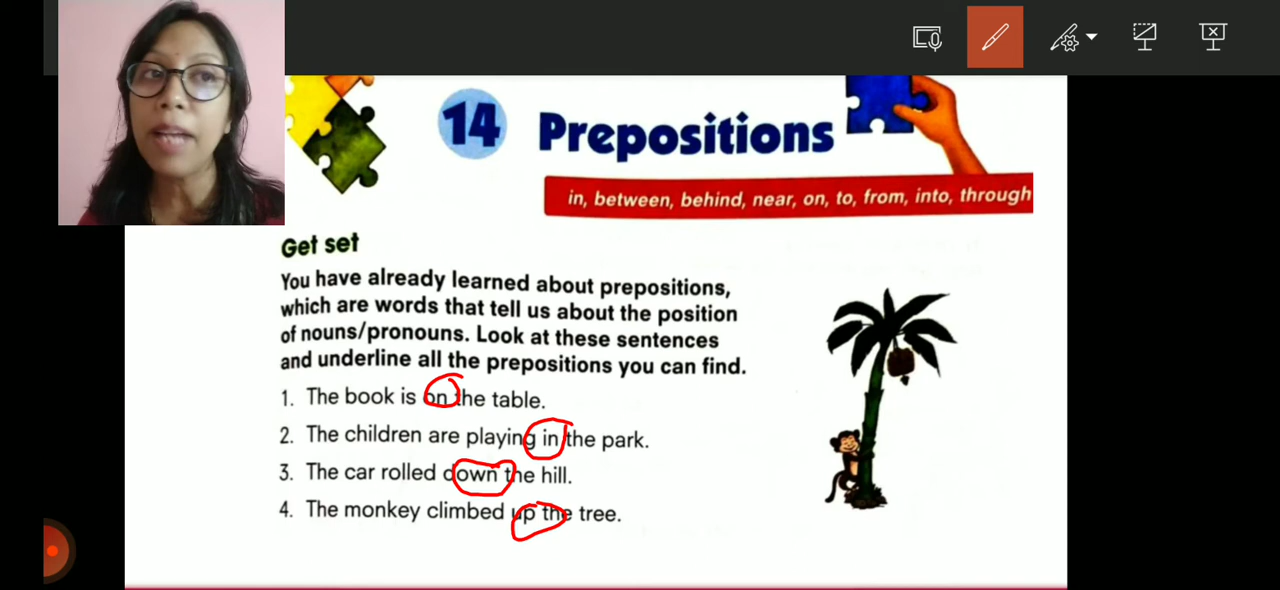 14 Prepositions
in, between, behind, near, on, to, from, into, through
Get set
You have already learned about prepositions,
which are words that tell us about the position
of nouns/pronouns. Look at these sentences
and underline all the prepositions you can find.
1. The book is on the table.
2. The children are playing in the park.
3. The car rolled down the hill.
4. The monkey climbed up the tree.